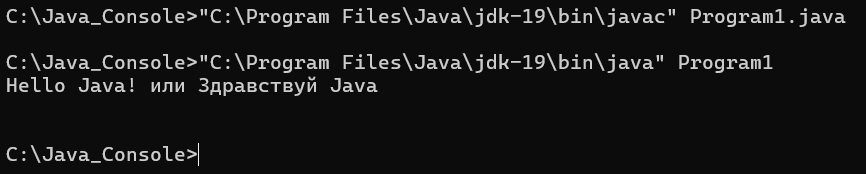 C:\Java_Console>"C:\Program Files\Java\jdk-19\bin\javac" Program1.java
C:\Java_Console>"C:\Program Files\Java\jdk-19\bin\java" Program1
Hello Java! или Здравствуй Java
C:\Java_Console>